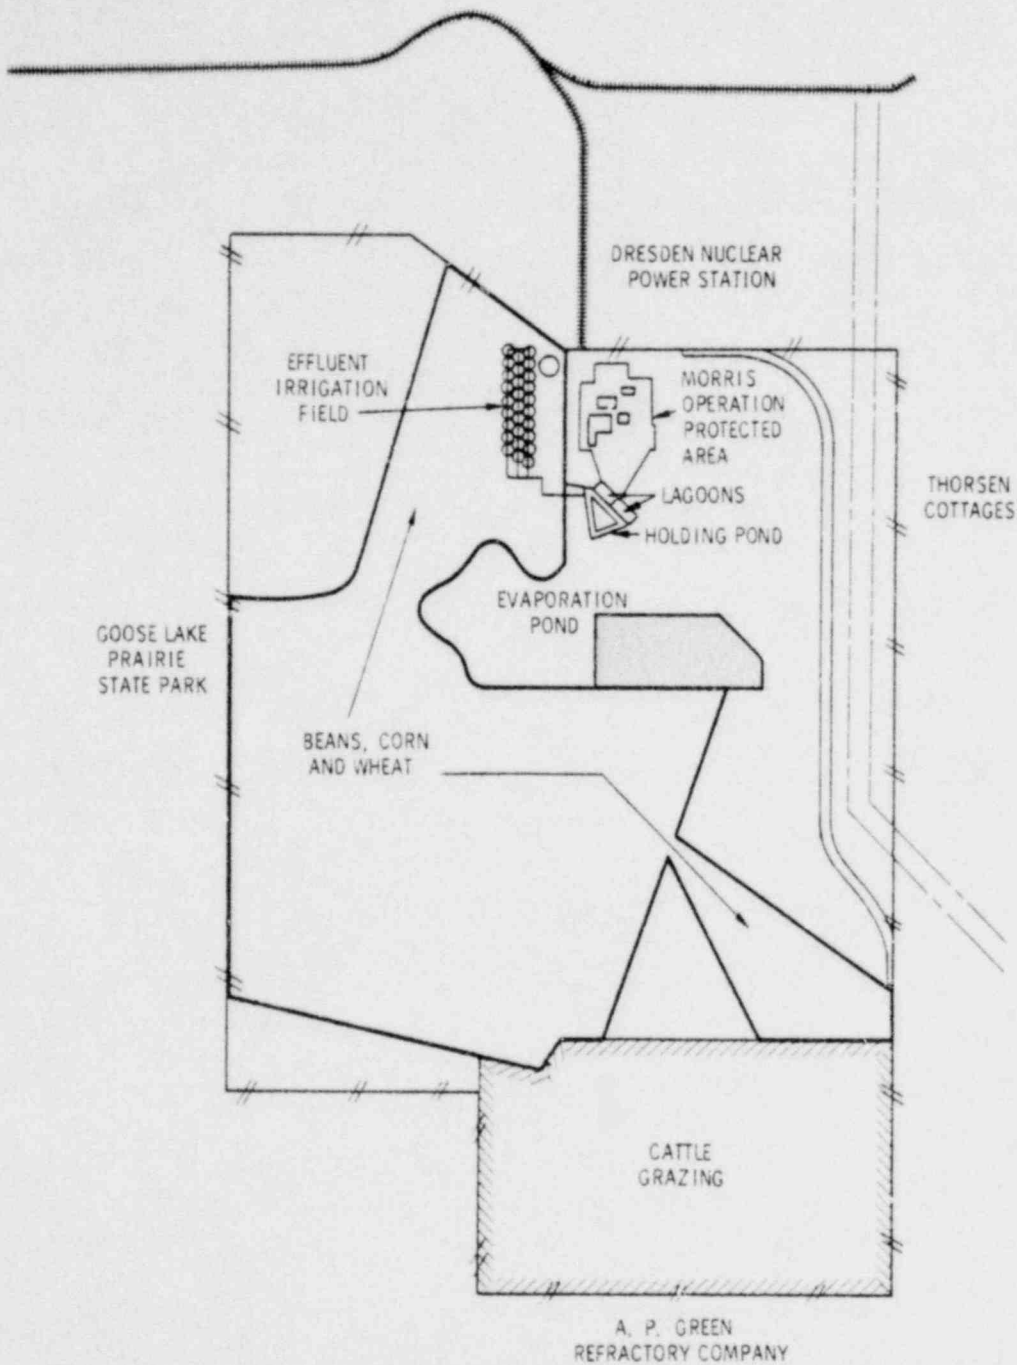 DRESDEN NUCLEAR
POWER STATION
EFFLUENT
IRRIGATION
FIELD
MORRIS
OPERATION
PROTECTED
AREA
LAGOONS
HOLDING POND
THORSEN
COTTAGES
EVAPORATION
POND
GOOSE LAKE
PRAIRIE
STATE PARK
BEANS, CORN
AND WHEAT
CATTLE
GRAZING
A. P. GREEN
REFRACTORY COMPANY